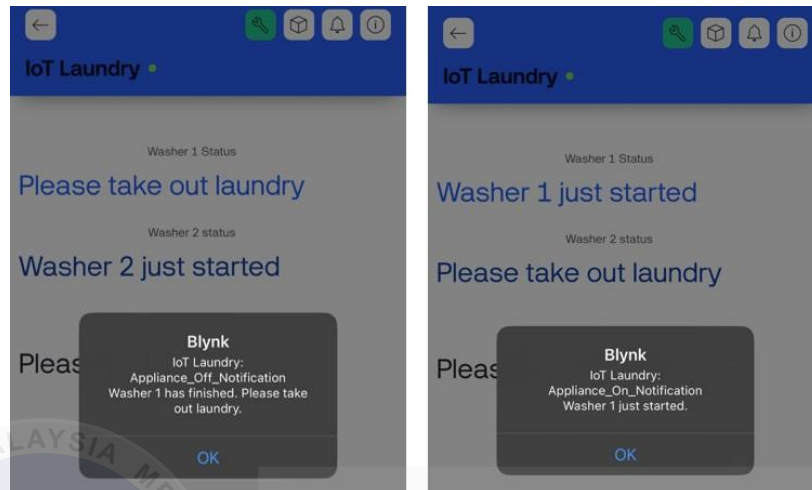 IoT Laundry
Washer 1 Status
Please take out laundry
Washer 2 status
Washer 2 just started
Pleas
Blynk
IoT Laundry:
Appliance_Off_Notification
Washer 1 has finished. Please take
out laundry.
OK
IoT Laundry
Washer 1 Status
Washer 1 just started
Washer 2 status
Please take out laundry
Pleas
Blynk
IoT Laundry:
Appliance_On_Notification
Washer 1 just started.
OK
LAYSIA